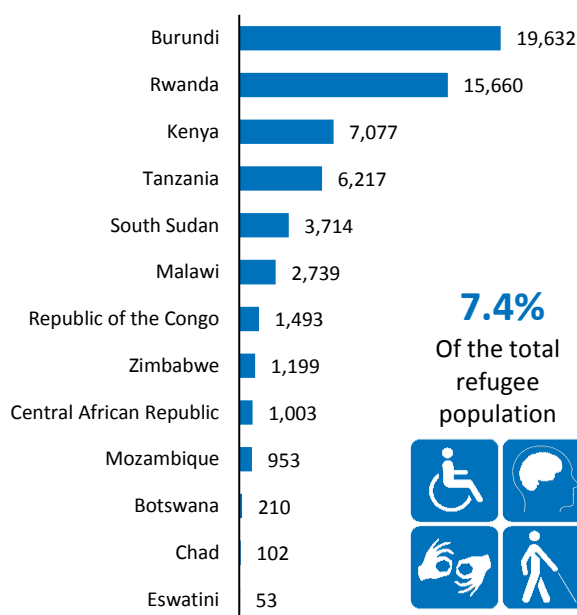 Burundi 19,632
Rwanda 15,660
Kenya 7,077
Tanzania 6,217
South Sudan 3,714
Malawi 2,739
Republic of the Congo 1,493
Zimbabwe 1,199
Central African Republic 1,003
Mozambique 953
Botswana 210
Chad 102
Eswatini 53
7.4%
Of the total
refugee
population